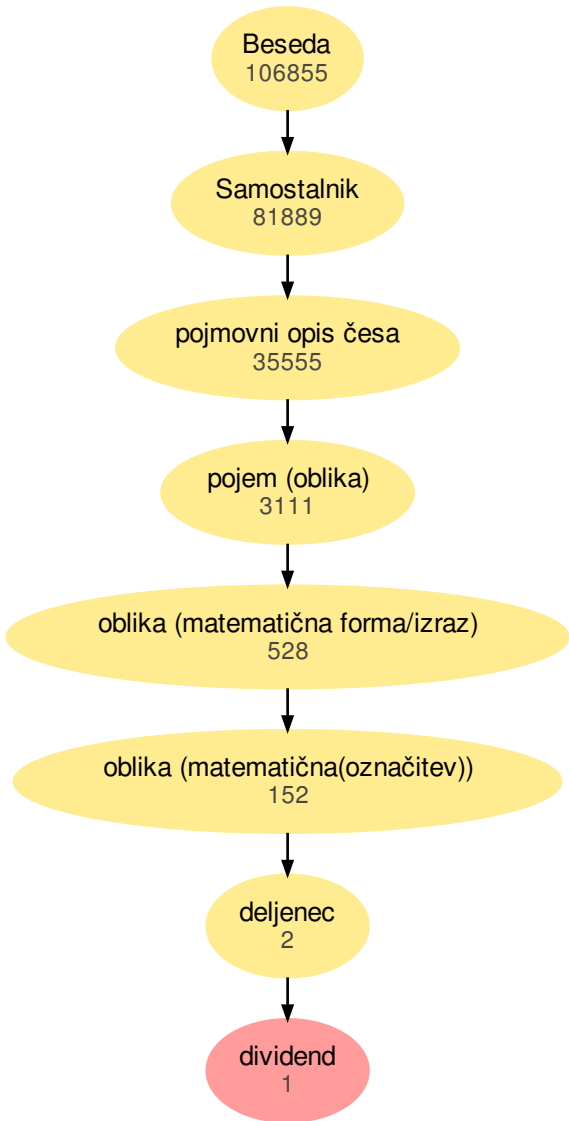 Beseda
106855
Samostalnik
81889
pojmovni opis česa
35555
pojem (oblika)
3111
oblika (matematična forma/izraz)
528
oblika (matematična(označitev))
152
deljenec
2
dividend
1